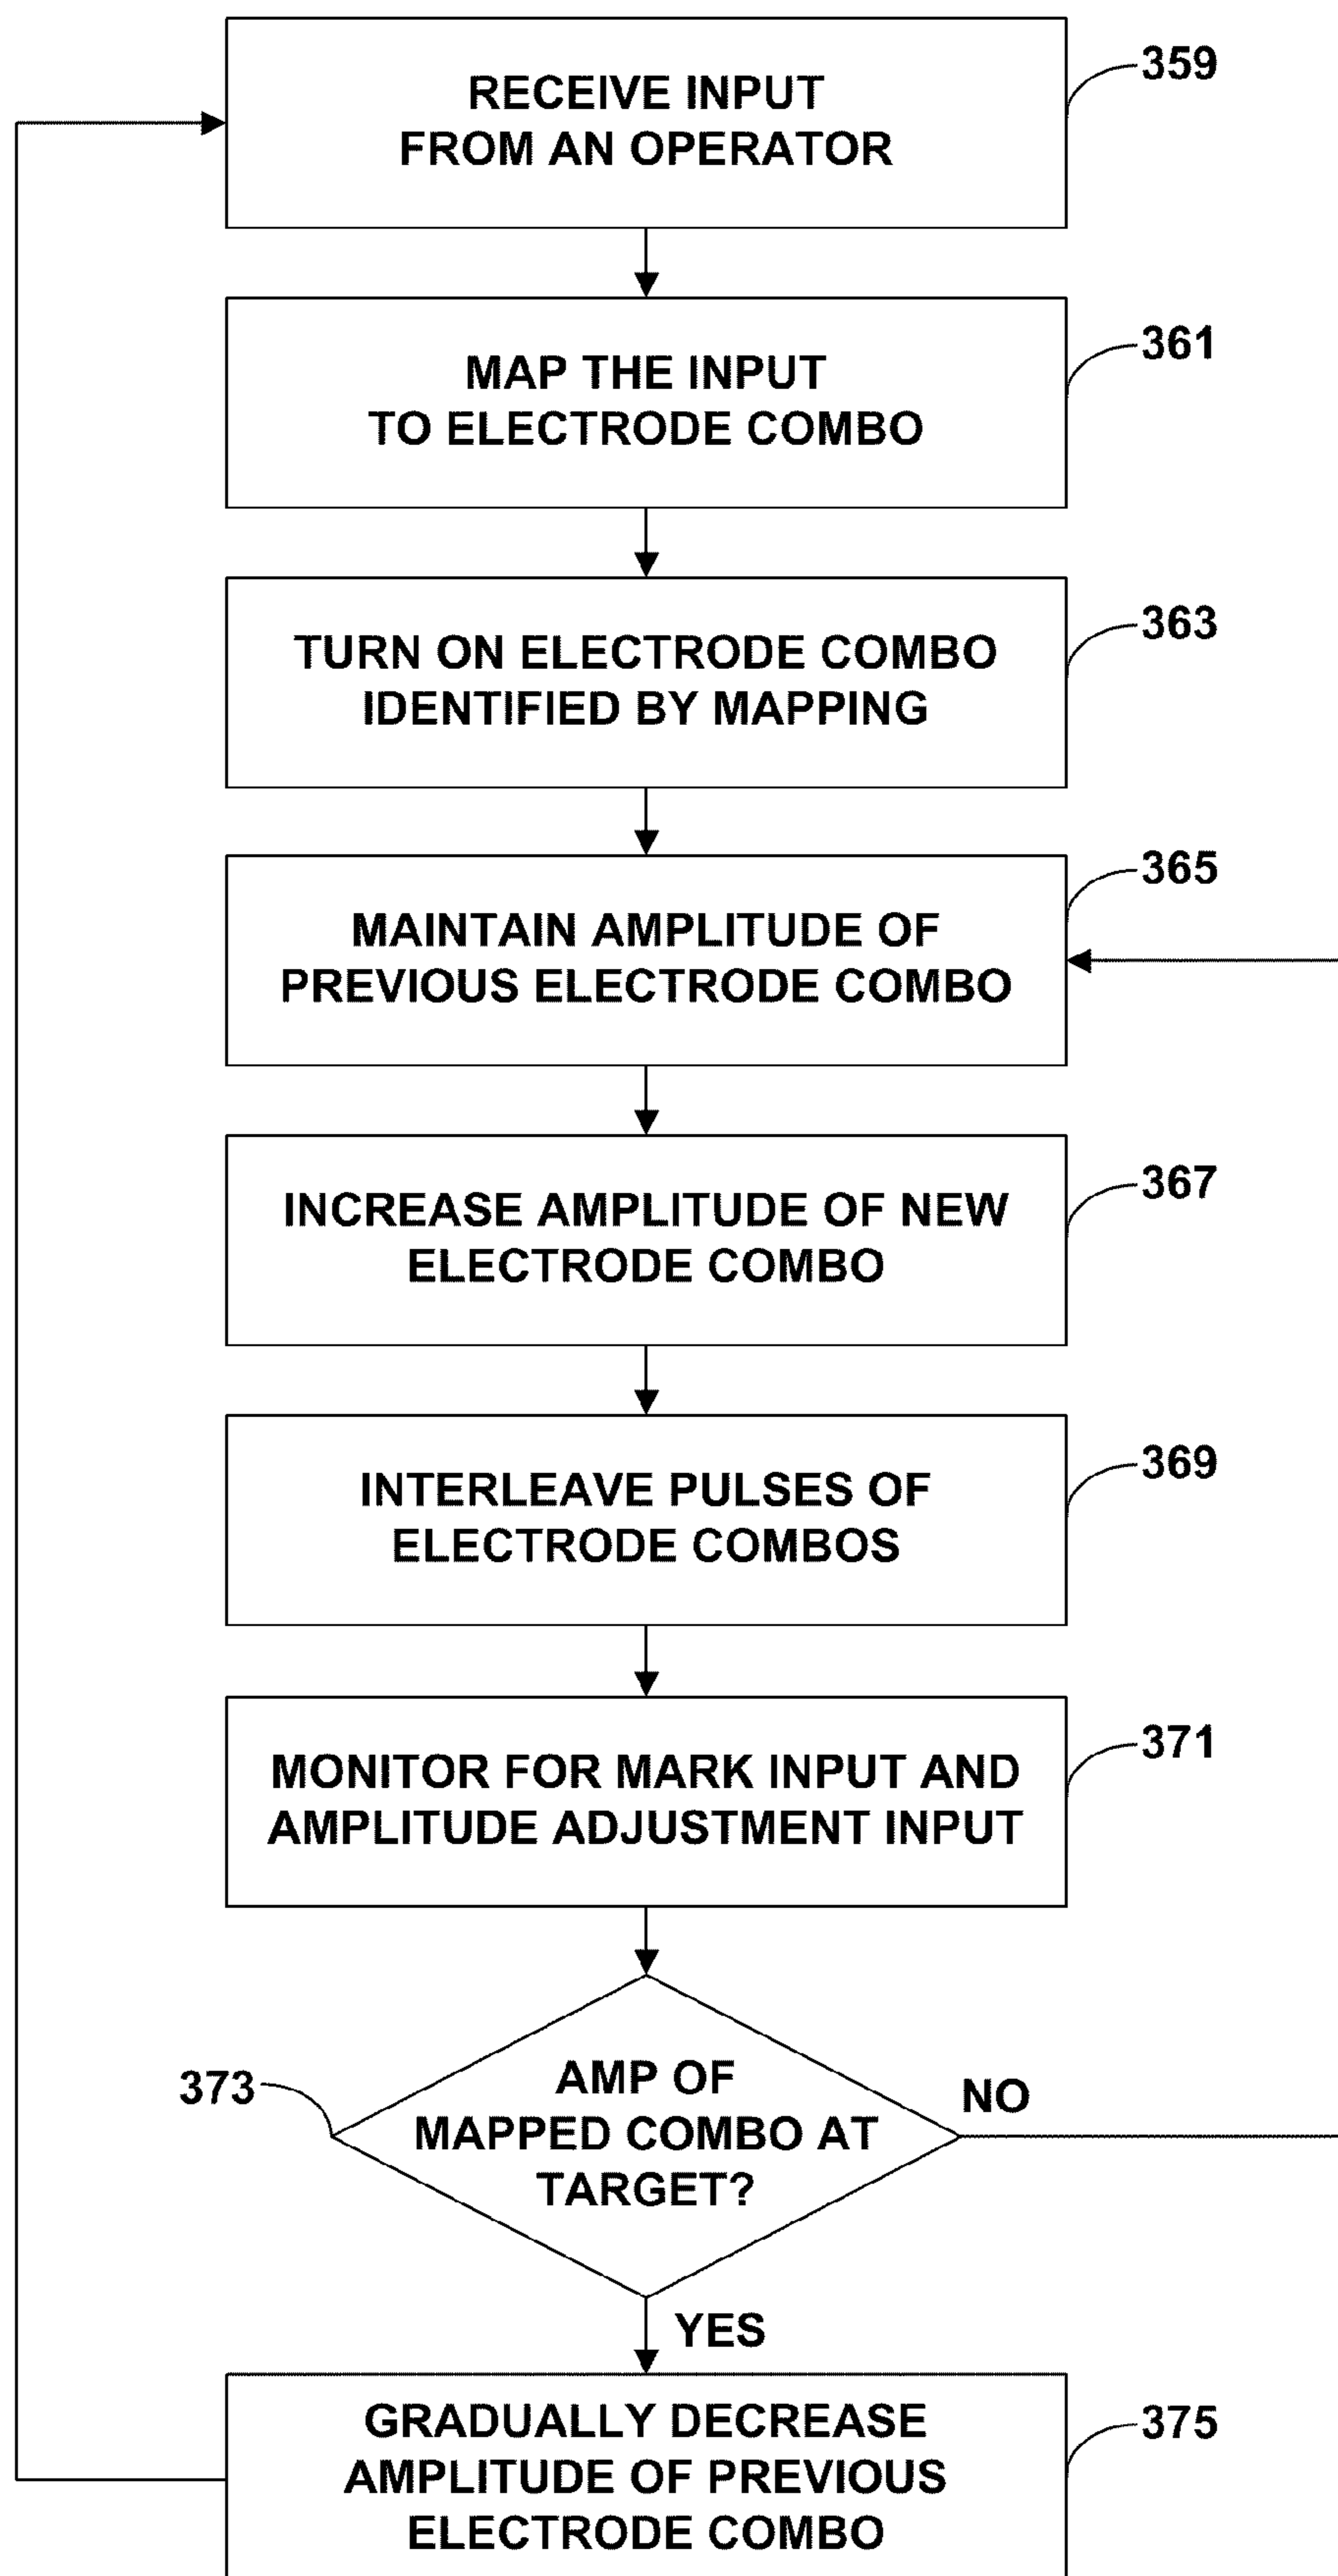 RECEIVE INPUT
FROM AN OPERATOR
359
MAP THE INPUT
TO ELECTRODE COMBO
361
TURN ON ELECTRODE COMBO
IDENTIFIED BY MAPPING
363
MAINTAIN AMPLITUDE OF
PREVIOUS ELECTRODE COMBO
365
INCREASE AMPLITUDE OF NEW
ELECTRODE COMBO
367
INTERLEAVE PULSES OF
ELECTRODE COMBOS
369
MONITOR FOR MARK INPUT AND
AMPLITUDE ADJUSTMENT INPUT
371
373
AMP OF
MAPPED COMBO AT
TARGET?
NO
YES
GRADUALLY DECREASE
AMPLITUDE OF PREVIOUS
ELECTRODE COMBO
375